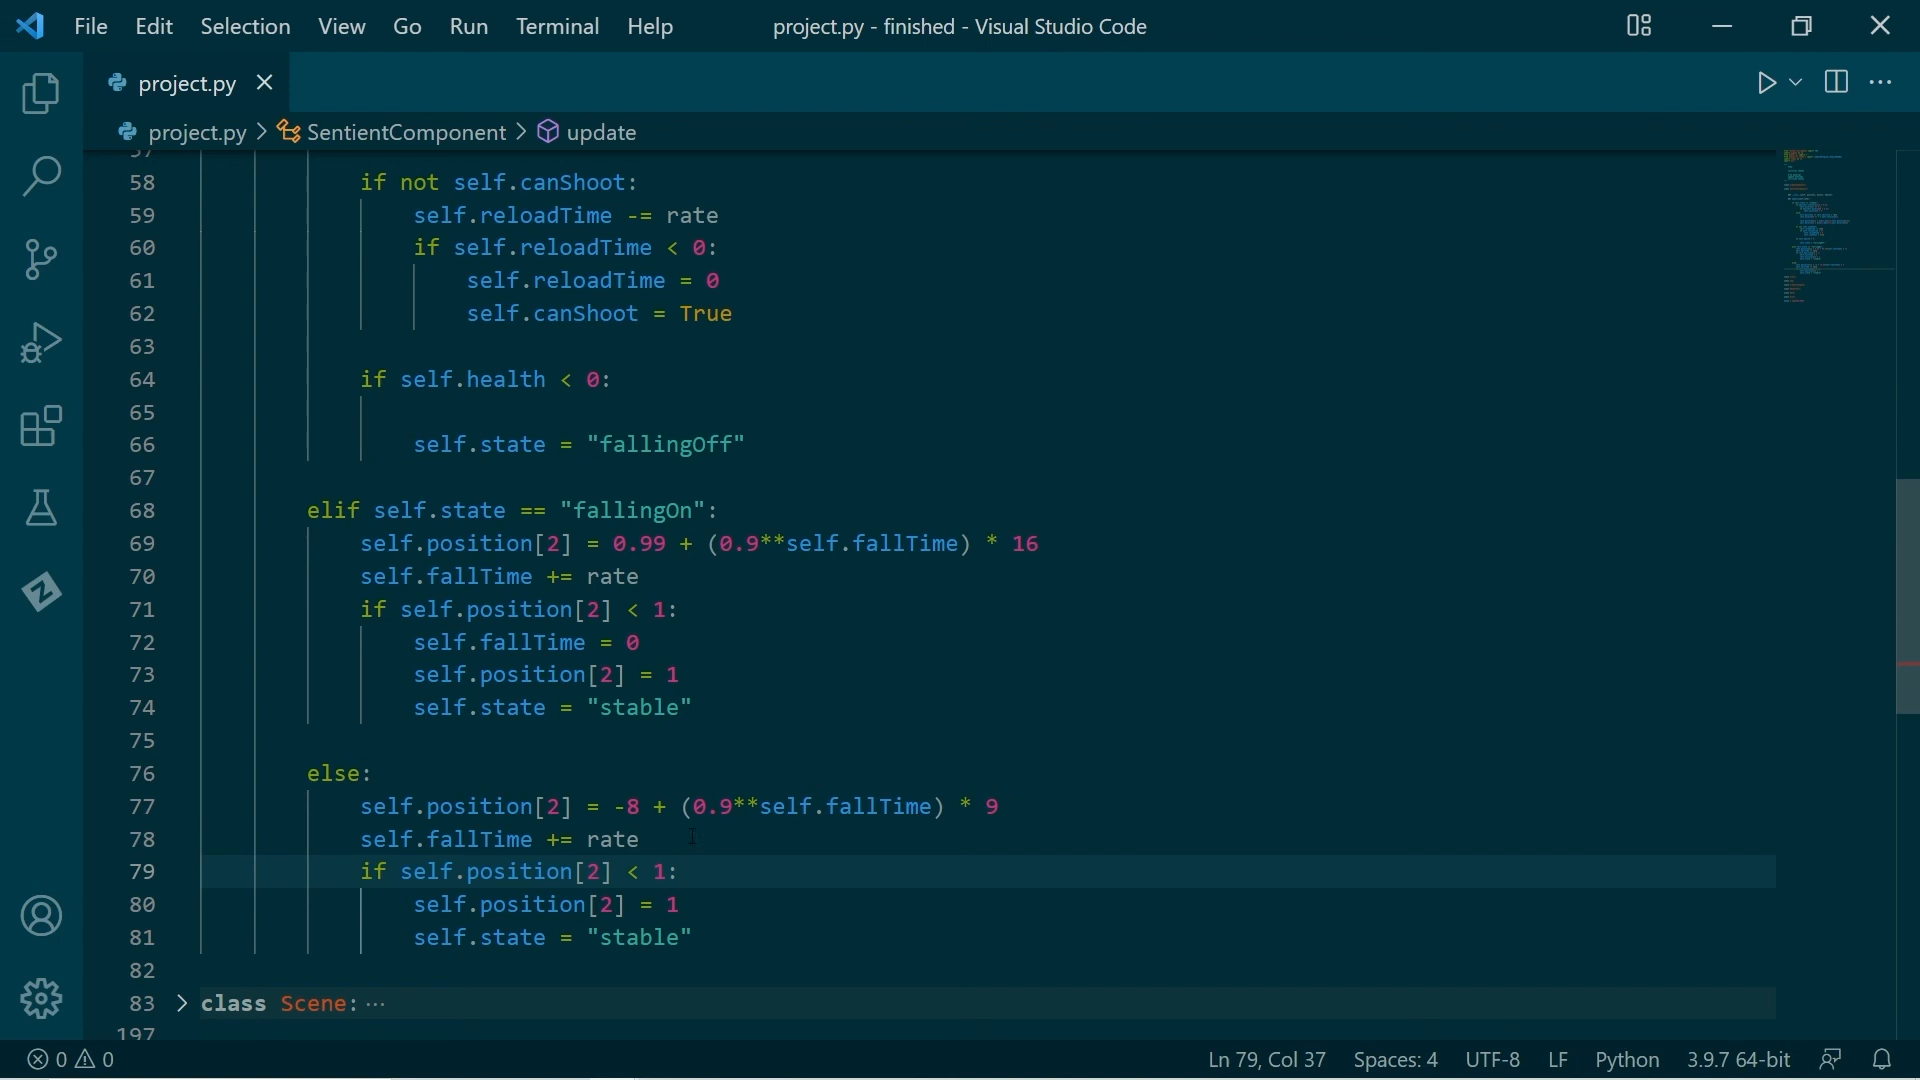 File Edit Selection View Go Run Terminal Help project.py - finished - Visual Studio Code
project.py
project.py > SentientComponent > update
57
58 if not self.canShoot:
59 self.reloadTime -= rate
60 if self.reloadTime < 0:
61 self.reloadTime = 0
62 self.canShoot = True
63
64 if self.health < 0:
65
66 self.state = "fallingOff"
67
68 elif self.state == "fallingOn":
69 self.position[2] = 0.99 + (0.9**self.fallTime) * 16
70 self.fallTime += rate
71 if self.position[2] < 1:
72 self.fallTime = 0
73 self.position[2] = 1
74 self.state = "stable"
75
76 else:
77 self.position[2] = -8 + (0.9**self.fallTime) * 9
78 self.fallTime += rate
79 if self.position[2] < 1:
80 self.position[2] = 1
81 self.state = "stable"
82
83 class Scene: ···
197
0 0 Ln 79, Col 37 Spaces: 4 UTF-8 LF Python 3.9.7 64-bit